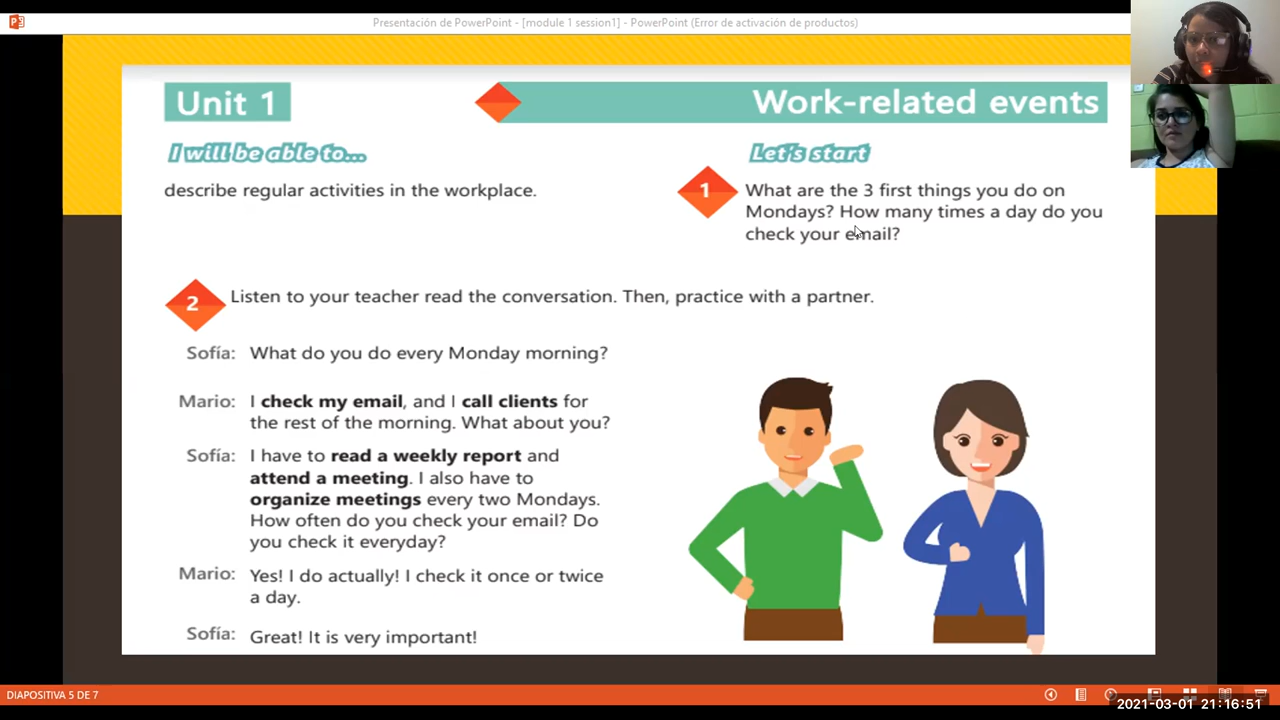 Presentación de PowerPoint - [module 1 session1] - PowerPoint (Error de activación de productos)
Unit 1
Work-related events
I will be able to...
describe regular activities in the workplace.
Let's start
1
What are the 3 first things you do on
Mondays? How many times a day do you
check your email?
2
Listen to your teacher read the conversation. Then, practice with a partner.
Sofía: What do you do every Monday morning?
Mario: I check my email, and I call clients for
the rest of the morning. What about you?
Sofía: I have to read a weekly report and
attend a meeting. I also have to
organize meetings every two Mondays.
How often do you check your email? Do
you check it everyday?
Mario: Yes! I do actually! I check it once or twice
a day.
Sofía: Great! It is very important!
DIAPOSITIVA 5 DE 7
2021-03-01 21:16:51